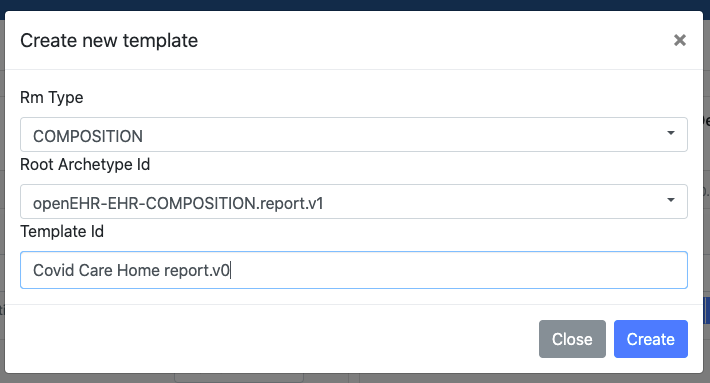 Create new template ×
Rm Type
COMPOSITION
Root Archetype Id
openEHR-EHR-COMPOSITION.report.v1
Template Id
Covid Care Home report.v0
Close Create